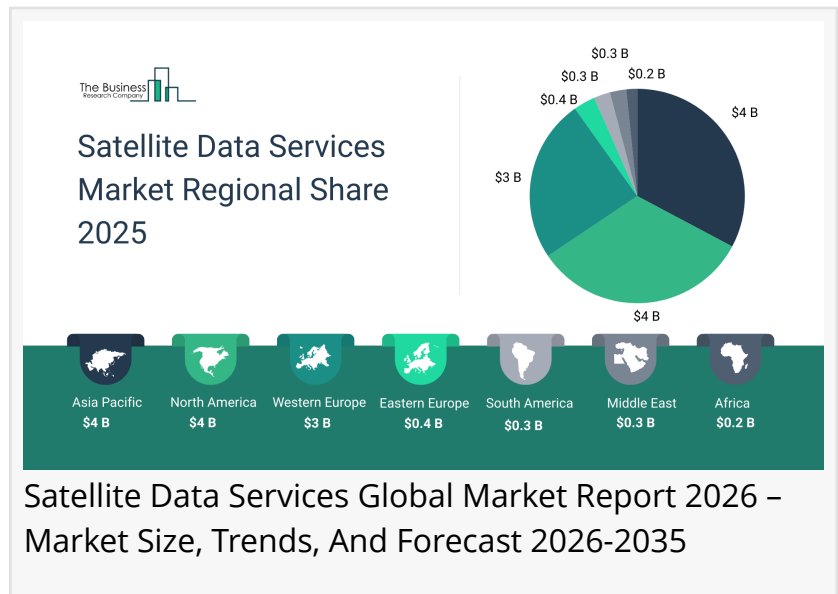 The Business
Research Company
Satellite Data Services
Market Regional Share
2025
$0.3 B
$0.3 B
$0.2 B
$0.4 B
$4 B
$3 B
$4 B
Asia Pacific
$4 B
North America
$4 B
Western Europe
$3 B
Eastern Europe
$0.4 B
South America
$0.3 B
Middle East
$0.3 B
Africa
$0.2 B
Satellite Data Services Global Market Report 2026 –
Market Size, Trends, And Forecast 2026-2035